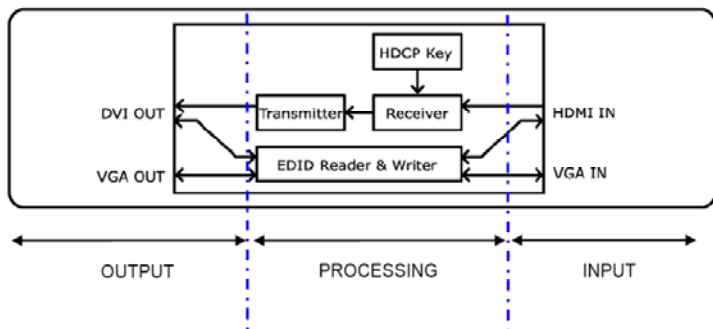 HDCP Key
DVI OUT
Transmitter
Receiver
HDMI IN
EDID Reader & Writer
VGA OUT
VGA IN
OUTPUT
PROCESSING
INPUT